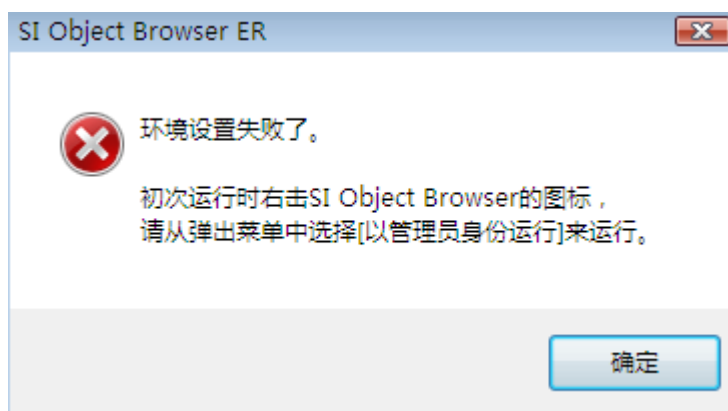 SI Object Browser ER
环境设置失败了。
初次运行时右击SI Object Browser的图标，
请从弹出菜单中选择[以管理员身份运行]来运行。
确定